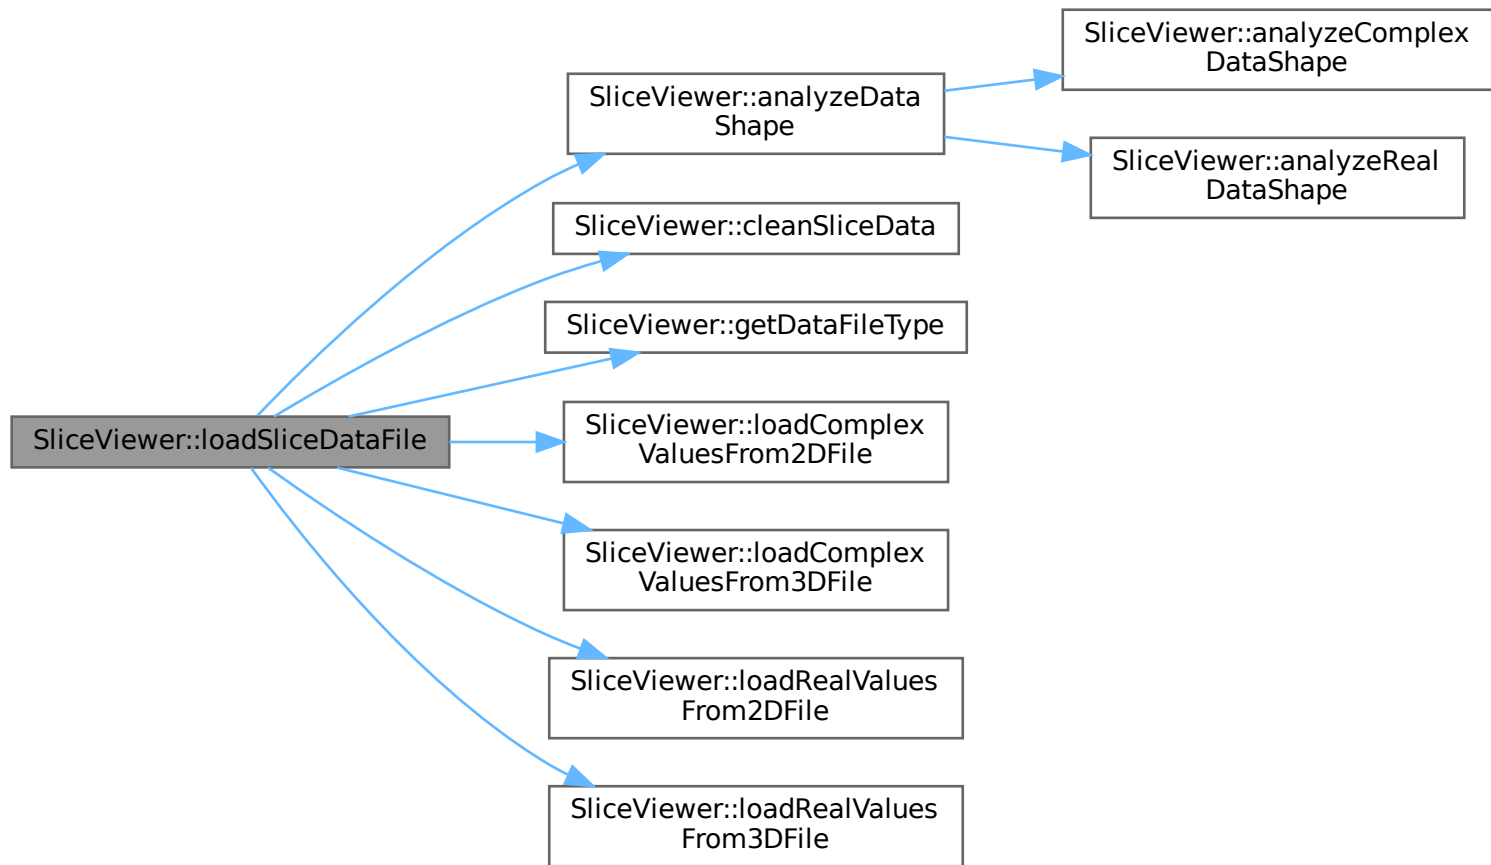 SliceViewer::loadSliceDataFile
SliceViewer::analyzeData
Shape
SliceViewer::analyzeComplex
DataShape
SliceViewer::analyzeReal
DataShape
SliceViewer::cleanSliceData
SliceViewer::getDataFileType
SliceViewer::loadComplex
ValuesFrom2DFile
SliceViewer::loadComplex
ValuesFrom3DFile
SliceViewer::loadRealValues
From2DFile
SliceViewer::loadRealValues
From3DFile